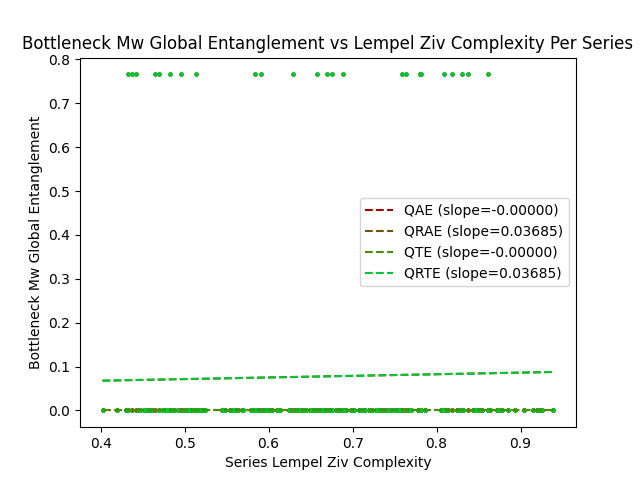 Bottleneck Mw Global Entanglement vs Lempel Ziv Complexity Per Series
0.8
0.7
0.6
0.5
0.4
0.3
0.2
0.1
0.0
Bottleneck Mw Global Entanglement
QAE (slope=-0.00000)
QRAE (slope=0.03685)
QTE (slope=-0.00000)
QRTE (slope=0.03685)
0.4 0.5 0.6 0.7 0.8 0.9
Series Lempel Ziv Complexity